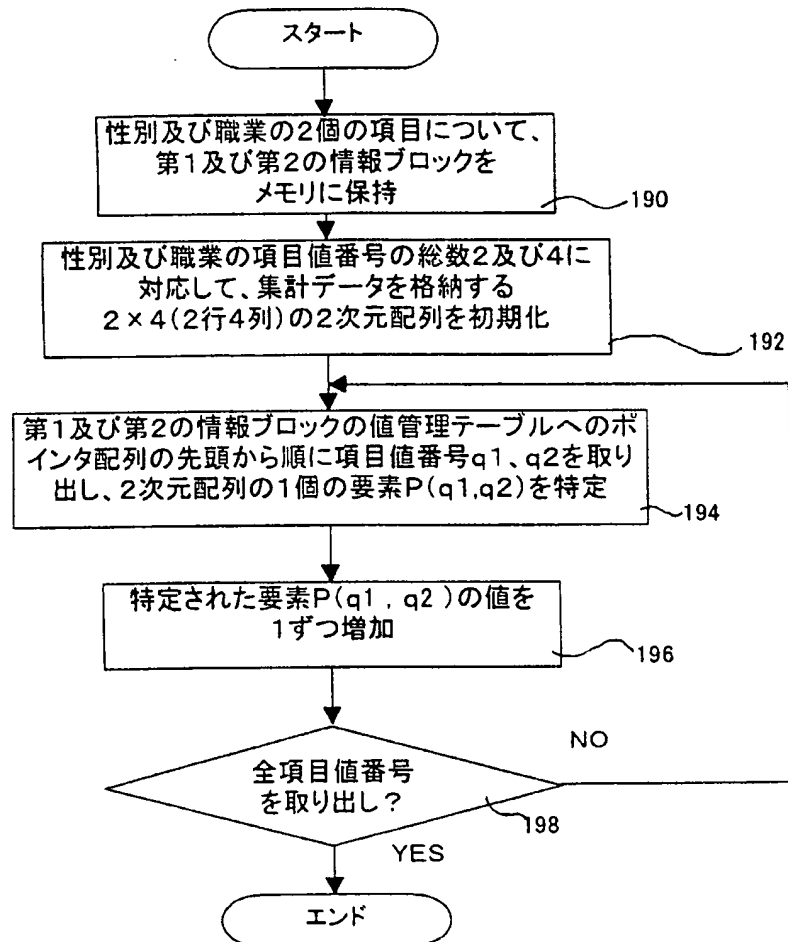 スタート
性別及び職業の2個の項目について、
第1及び第2の情報ブロックを
メモリに保持
190
性別及び職業の項目値番号の総数2及び4に
対応して、集計データを格納する
2×4(2行4列)の2次元配列を初期化
192
第1及び第2の情報ブロックの値管理テーブルへのポ
インタ配列の先頭から順に項目値番号q1、q2を取り
出し、2次元配列の1個の要素P(q1,q2)を特定
194
特定された要素P(q1 , q2 )の値を
1ずつ増加
196
NO
全項目値番号
を取り出し?
198
YES
エンド